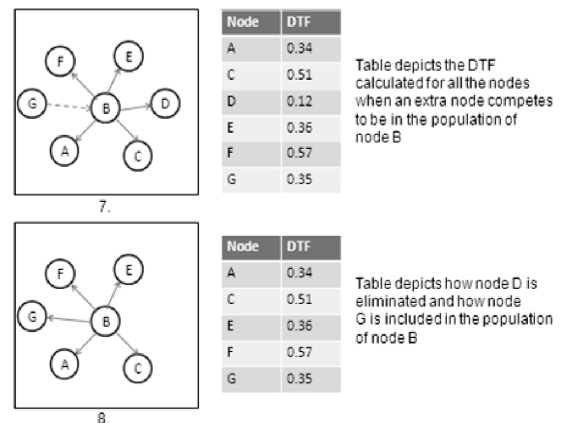 F
E
G
B
D
A
C
7.
Node DTF
A 0.34
C 0.51
D 0.12
E 0.36
F 0.57
G 0.35
Table depicts the DTF
calculated for all the nodes
when an extra node competes
to be in the population of
node B
F
E
G
B
A
C
8.
Node DTF
A 0.34
C 0.51
E 0.36
F 0.57
G 0.35
Table depicts how node D is
eliminated and how node
G is included in the population
of node B